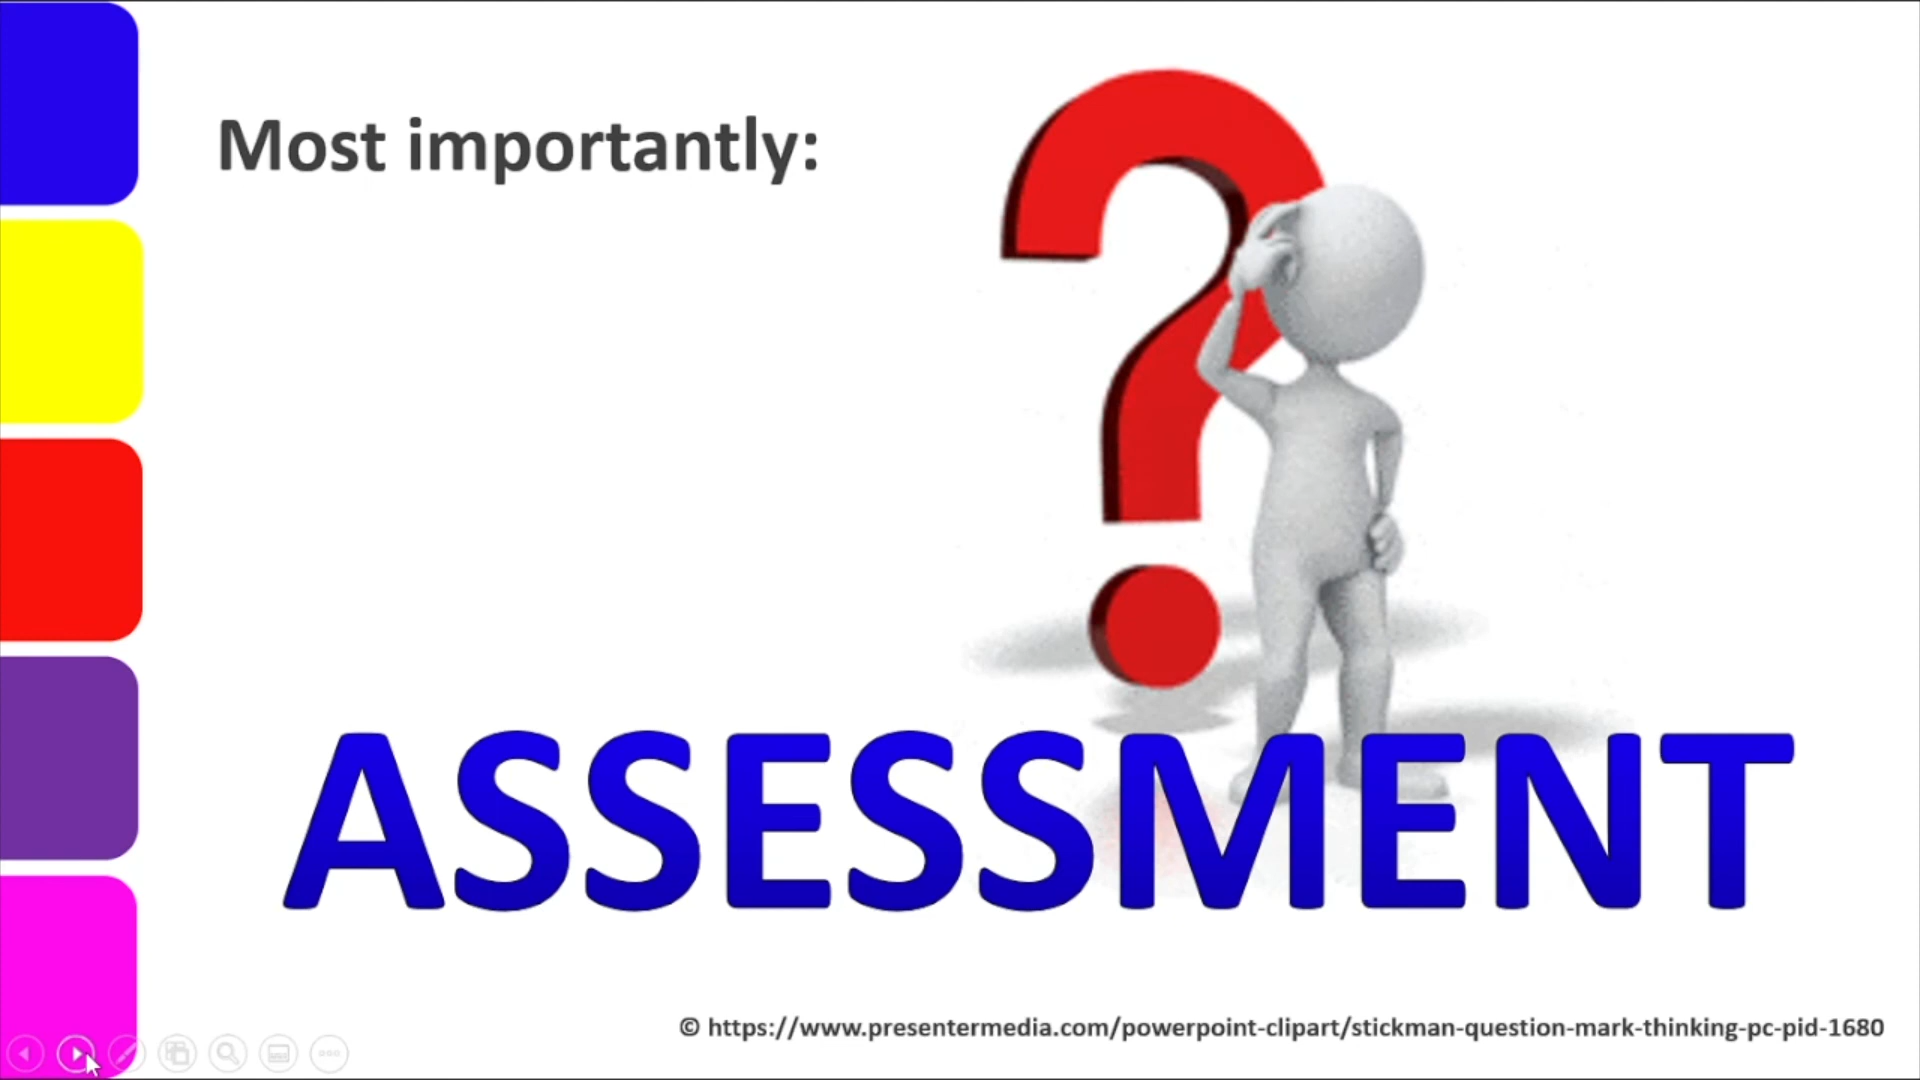 Most importantly:
ASSESSMENT
© https://www.presentermedia.com/powerpoint-clipart/stickman-question-mark-thinking-pc-pid-1680